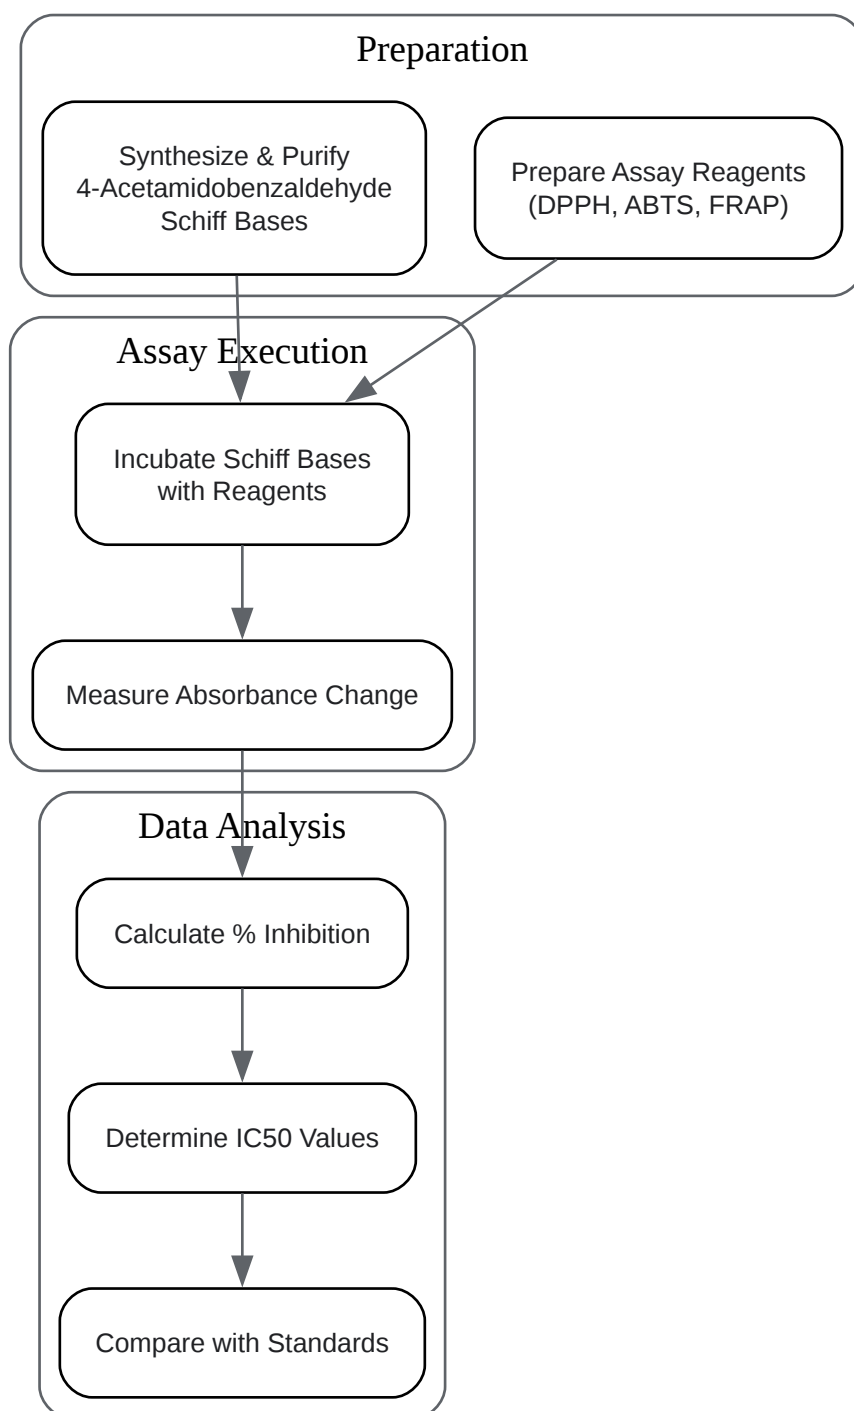 Preparation
Synthesize & Purify
4-Acetamidobenzaldehyde
Schiff Bases
Prepare Assay Reagents
(DPPH, ABTS, FRAP)
Assay Execution
Incubate Schiff Bases
with Reagents
Measure Absorbance Change
Data Analysis
Calculate % Inhibition
Determine IC50 Values
Compare with Standards